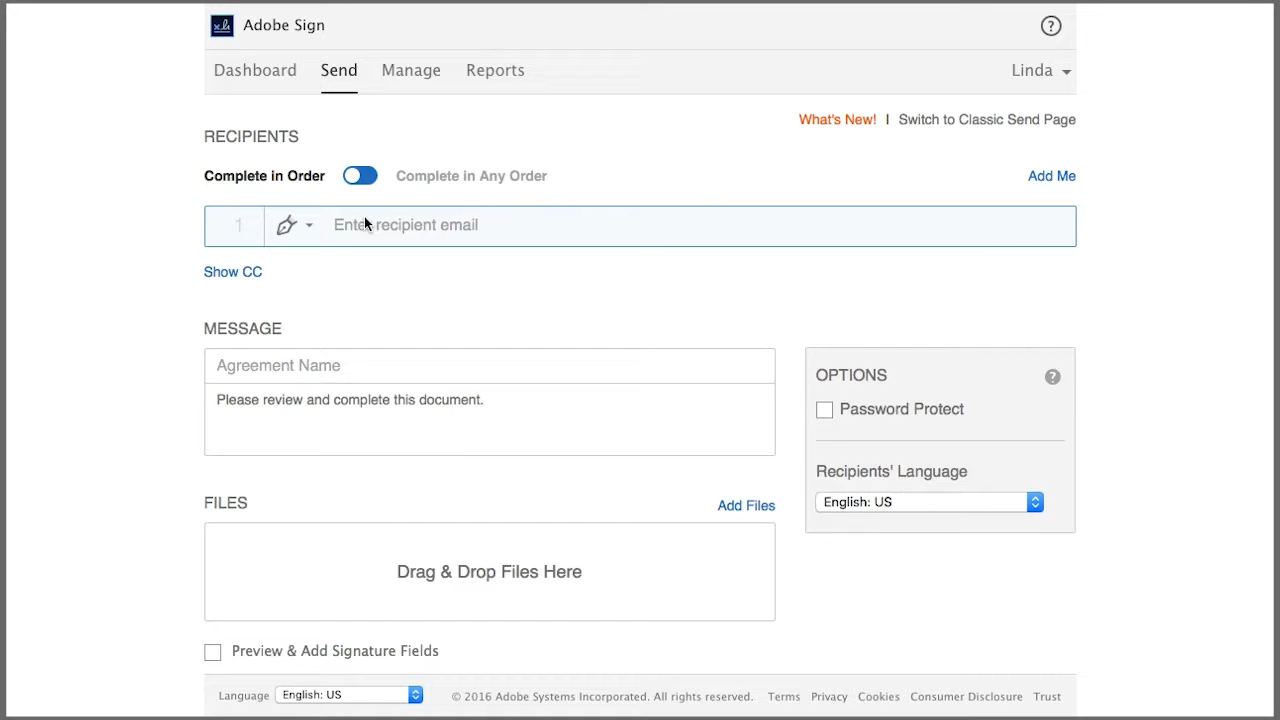 Adobe Sign
?
Dashboard Send Manage Reports Linda
What's New! I Switch to Classic Send Page
RECIPIENTS
Complete in Order Complete in Any Order Add Me
1 Enter recipient email
Show CC
MESSAGE
Agreement Name
Please review and complete this document.
OPTIONS ?
Password Protect
Recipients' Language
English: US
FILES Add Files
Drag & Drop Files Here
Preview & Add Signature Fields
Language English: US © 2016 Adobe Systems Incorporated. All rights reserved. Terms Privacy Cookies Consumer Disclosure Trust